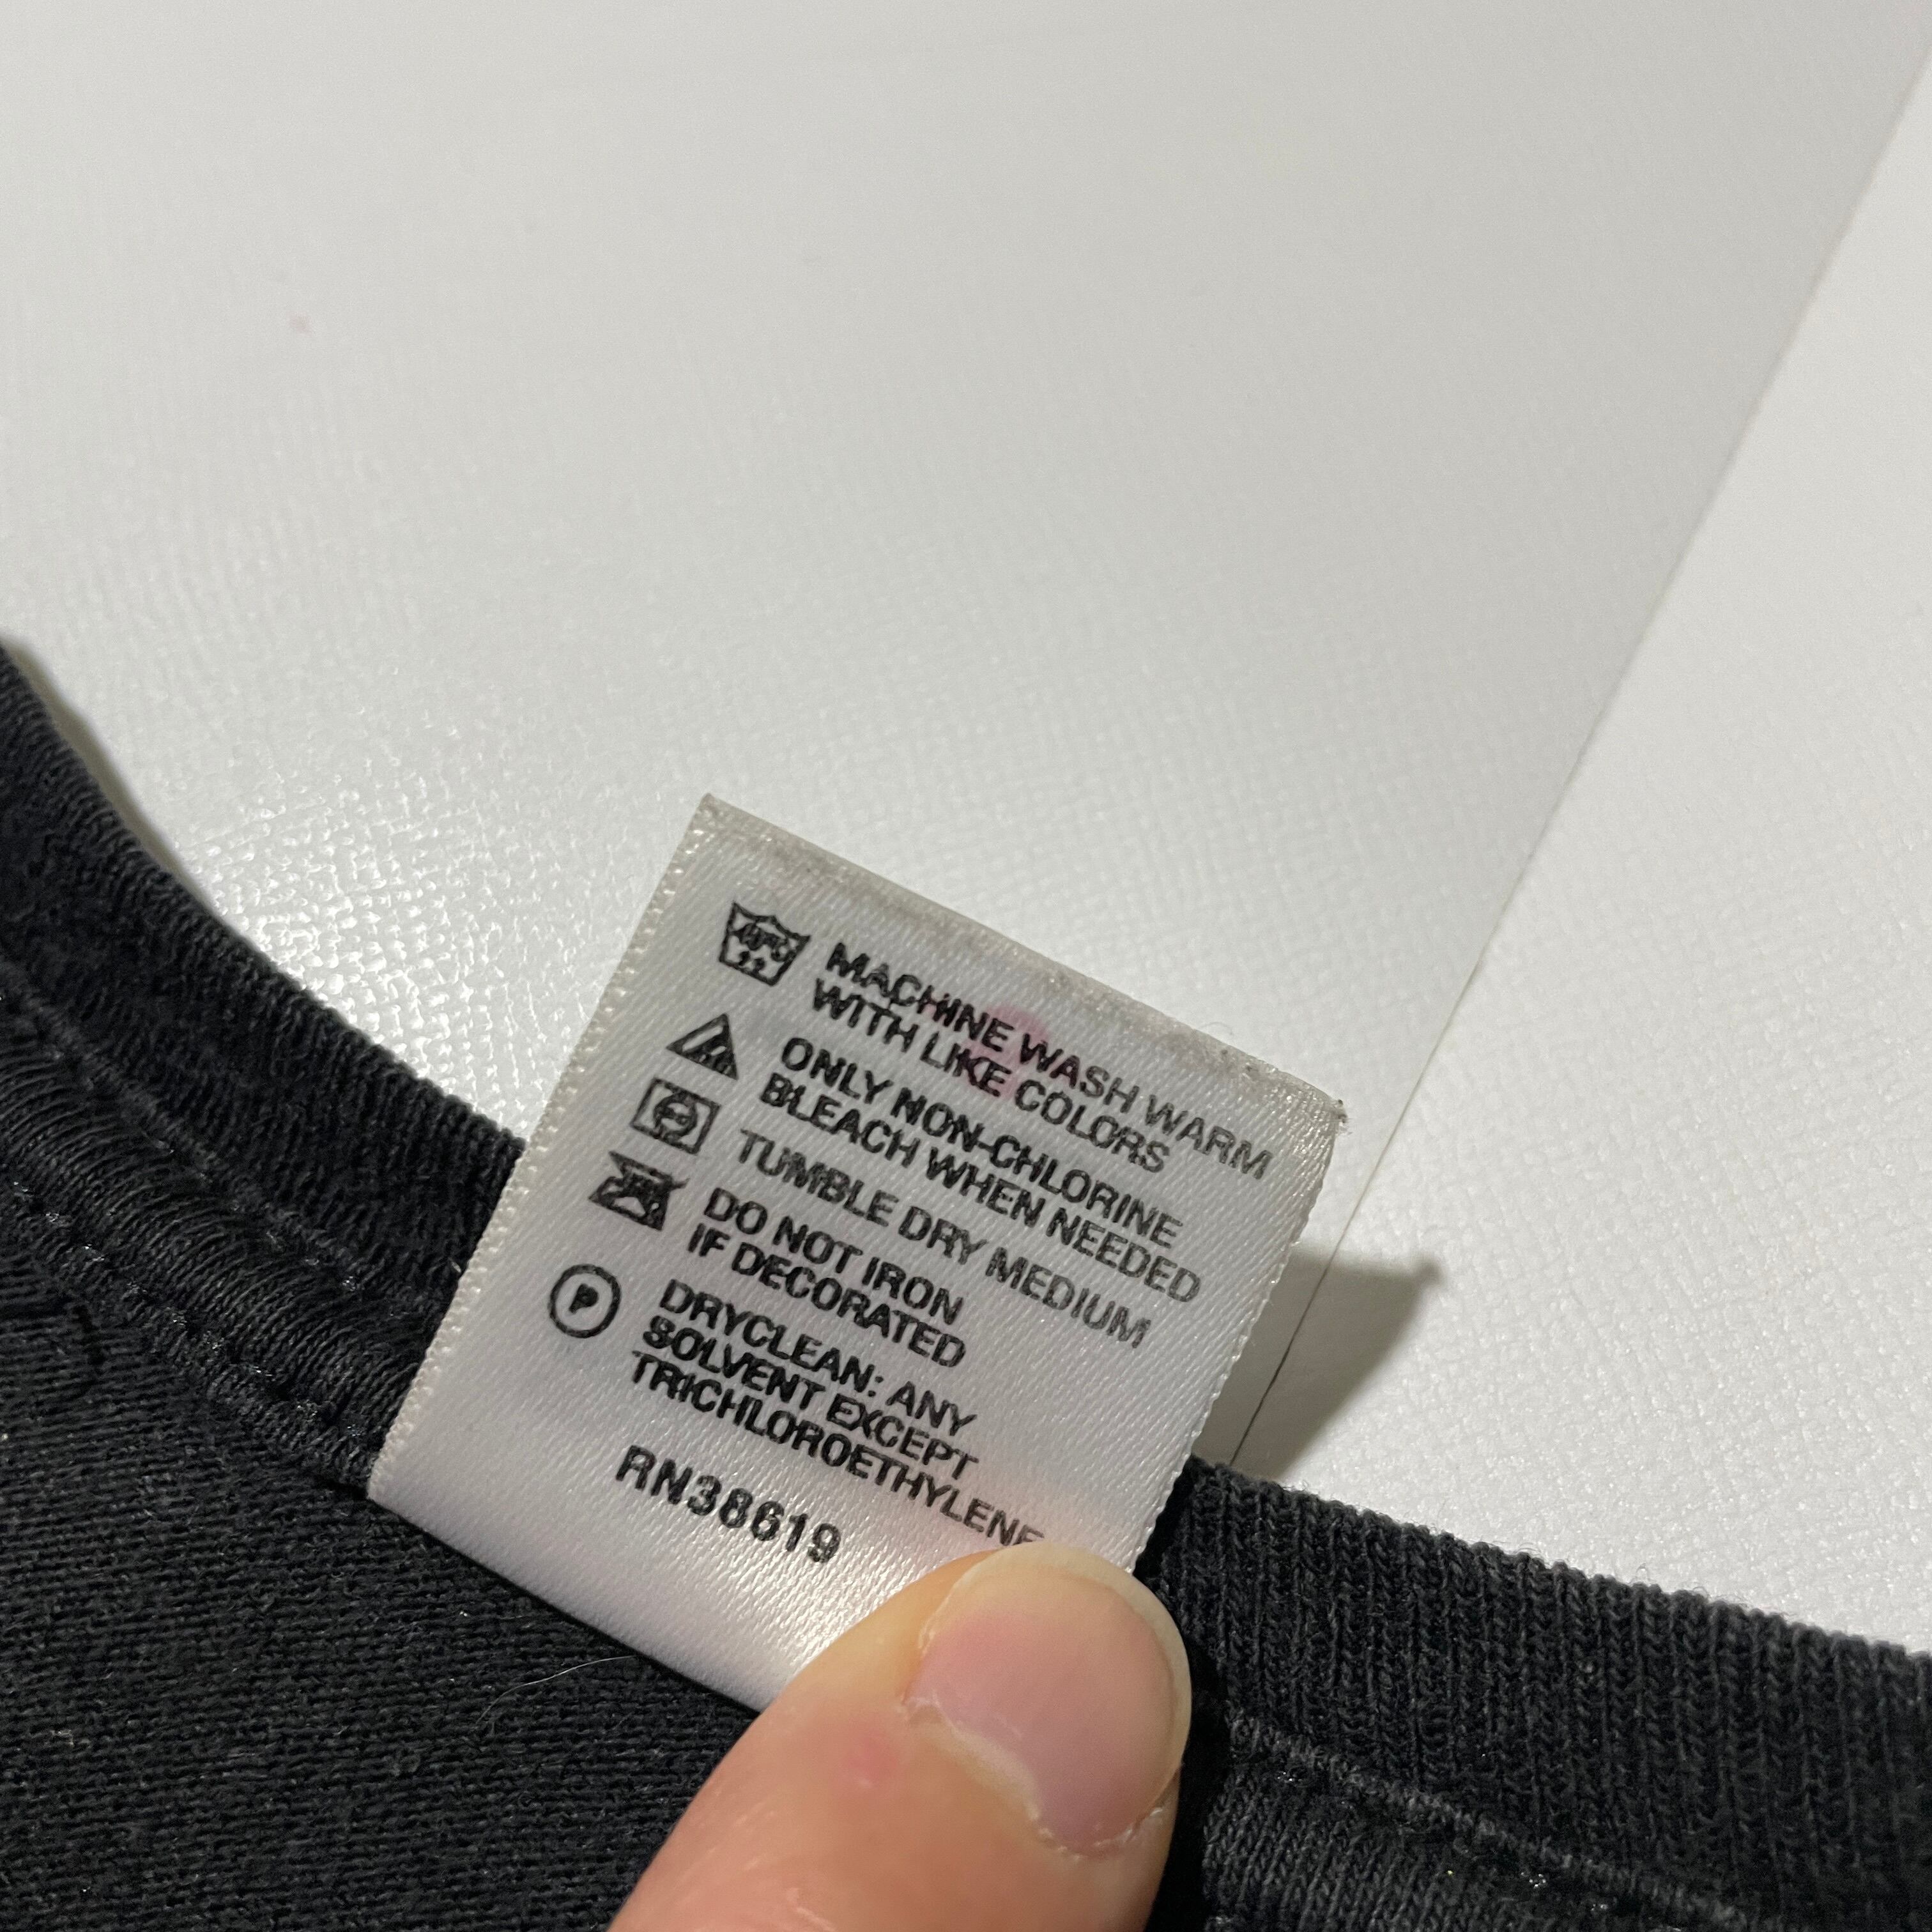 MACHINE WASH WARM
WITH LIKE COLORS
ONLY NON-CHLORINE
BLEACH WHEN NEEDED
TUMBLE DRY MEDIUM
DO NOT IRON
IF DECORATED
P
DRYCLEAN: ANY
SOLVENT EXCEPT
TRICHLOROETHYLENE
RN38619